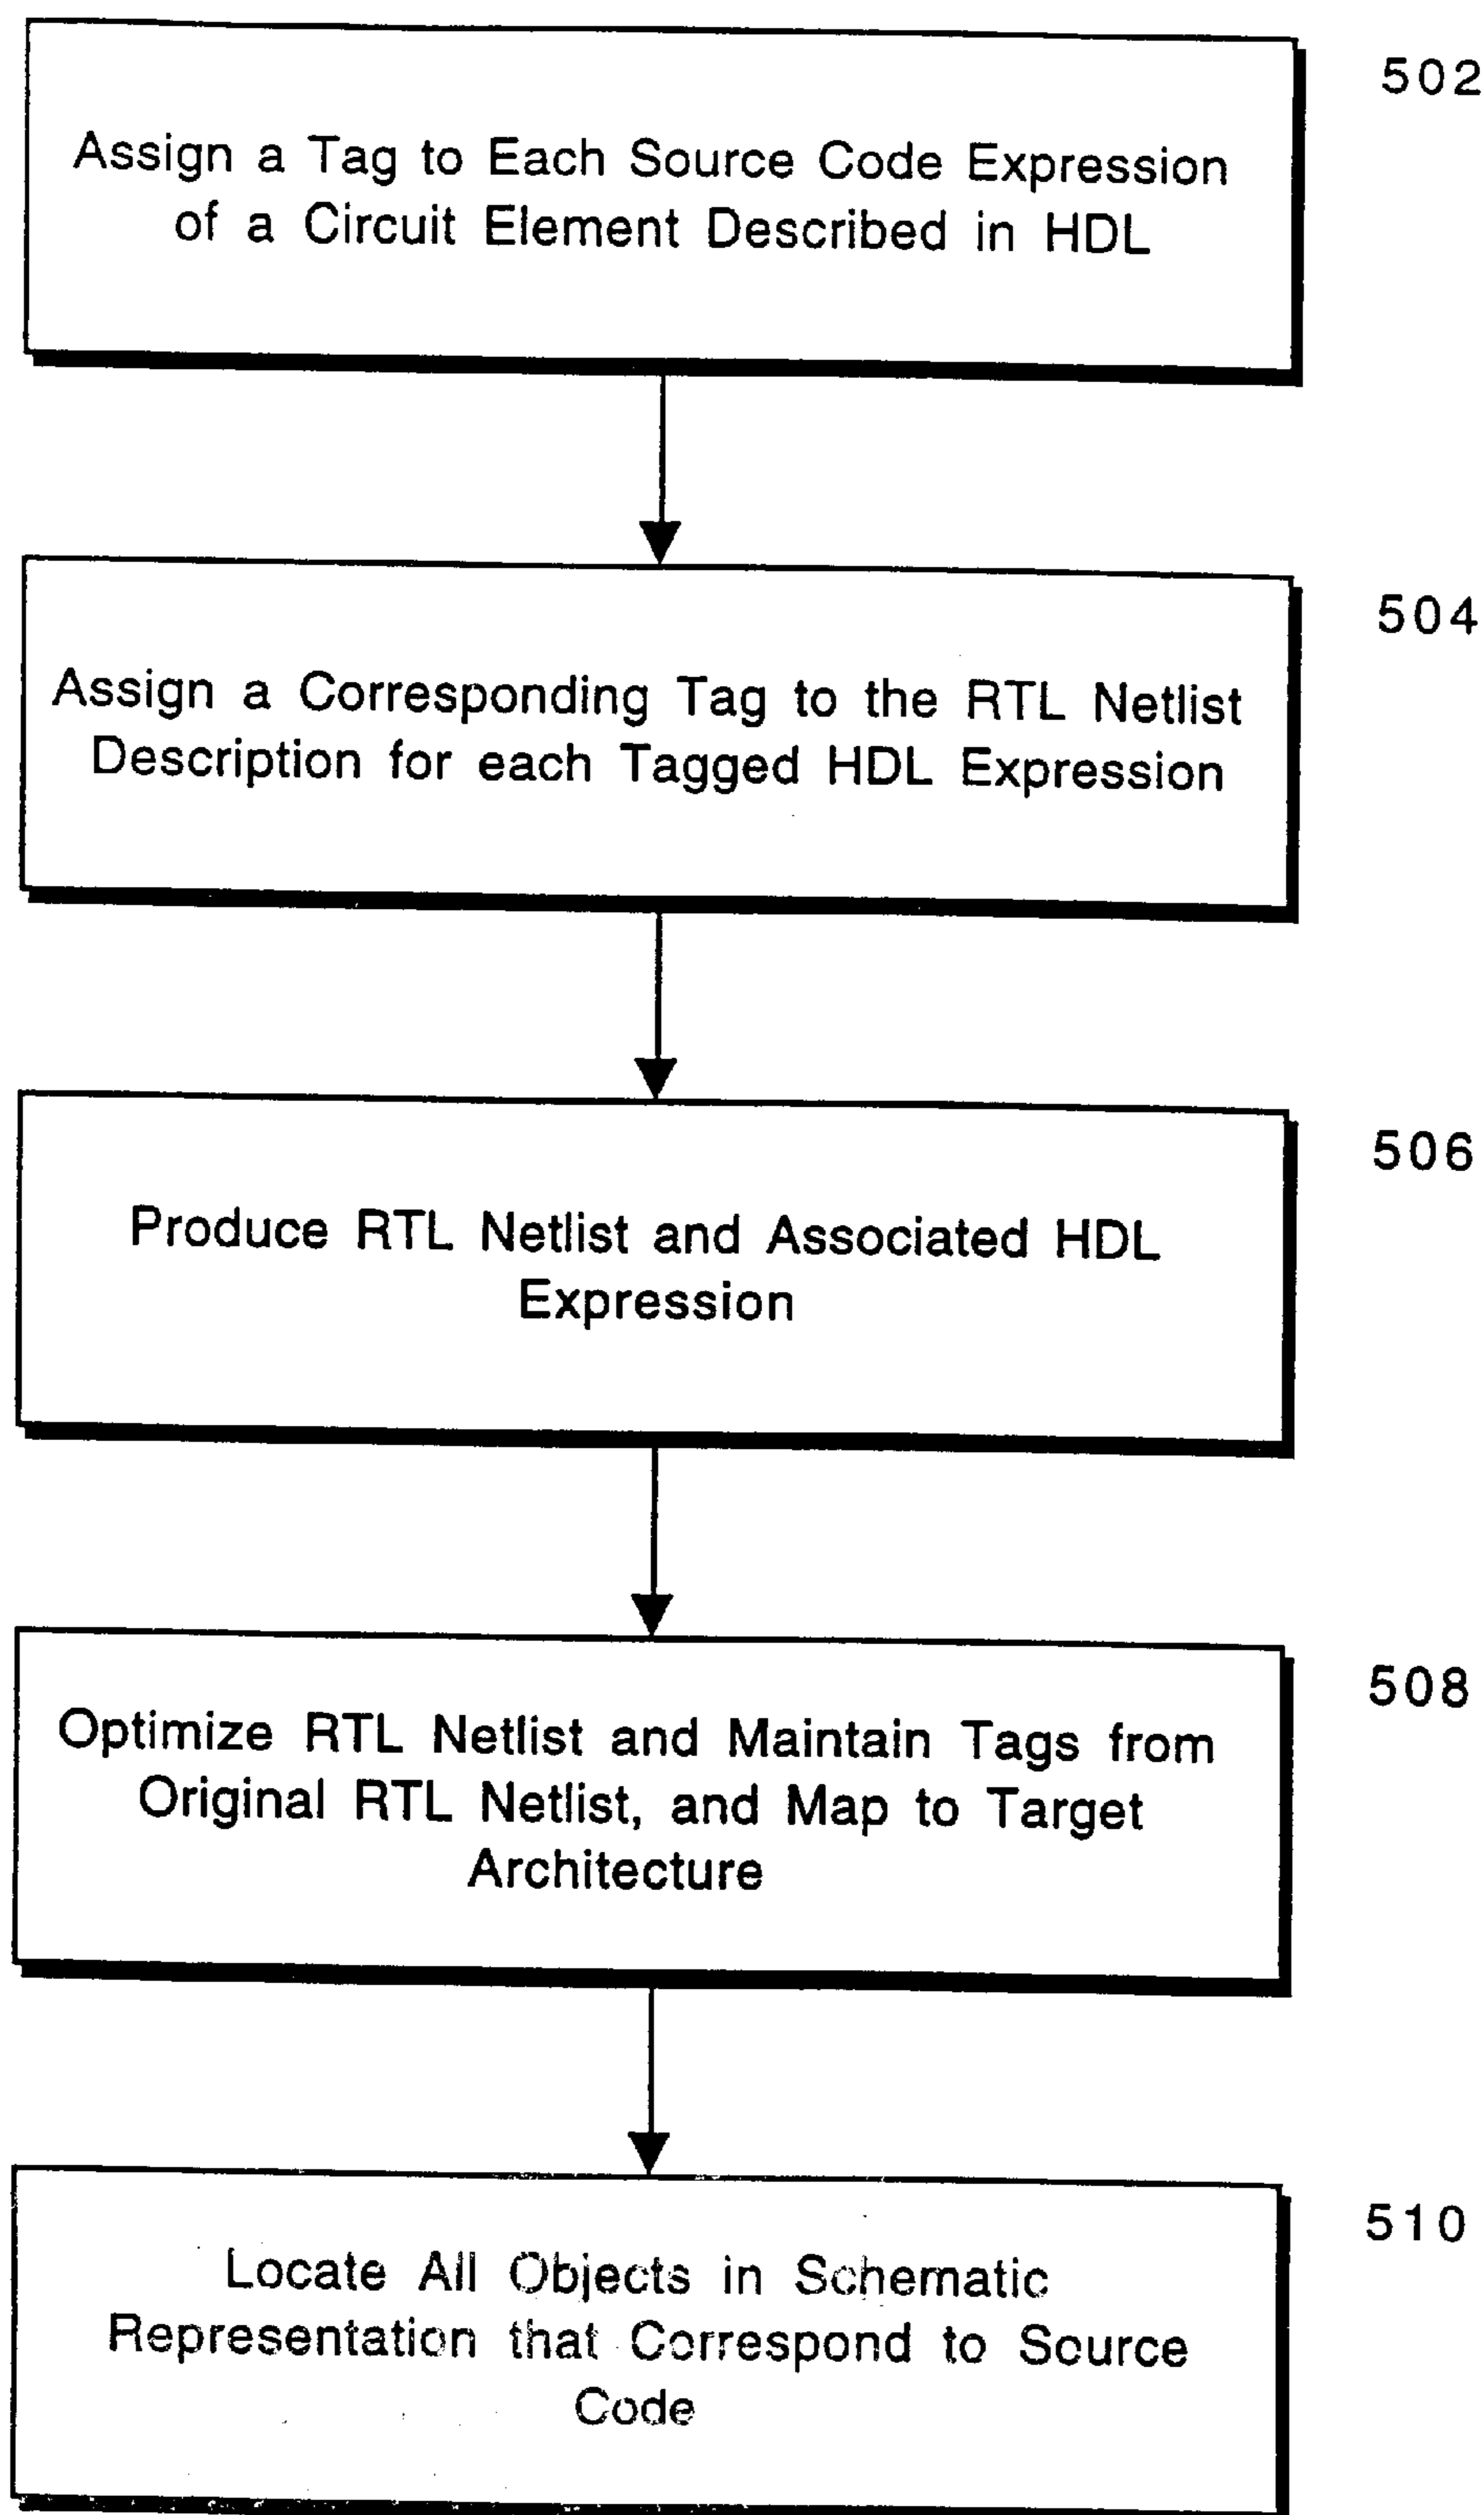 502
Assign a Tag to Each Source Code Expression
of a Circuit Element Described in HDL
504
Assign a Corresponding Tag to the RTL Netlist
Description for each Tagged HDL Expression
506
Produce RTL Netlist and Associated HDL
Expression
508
Optimize RTL Netlist and Maintain Tags from
Original RTL Netlist, and Map to Target
Architecture
510
Locate All Objects in Schematic
Representation that Correspond to Source
Code